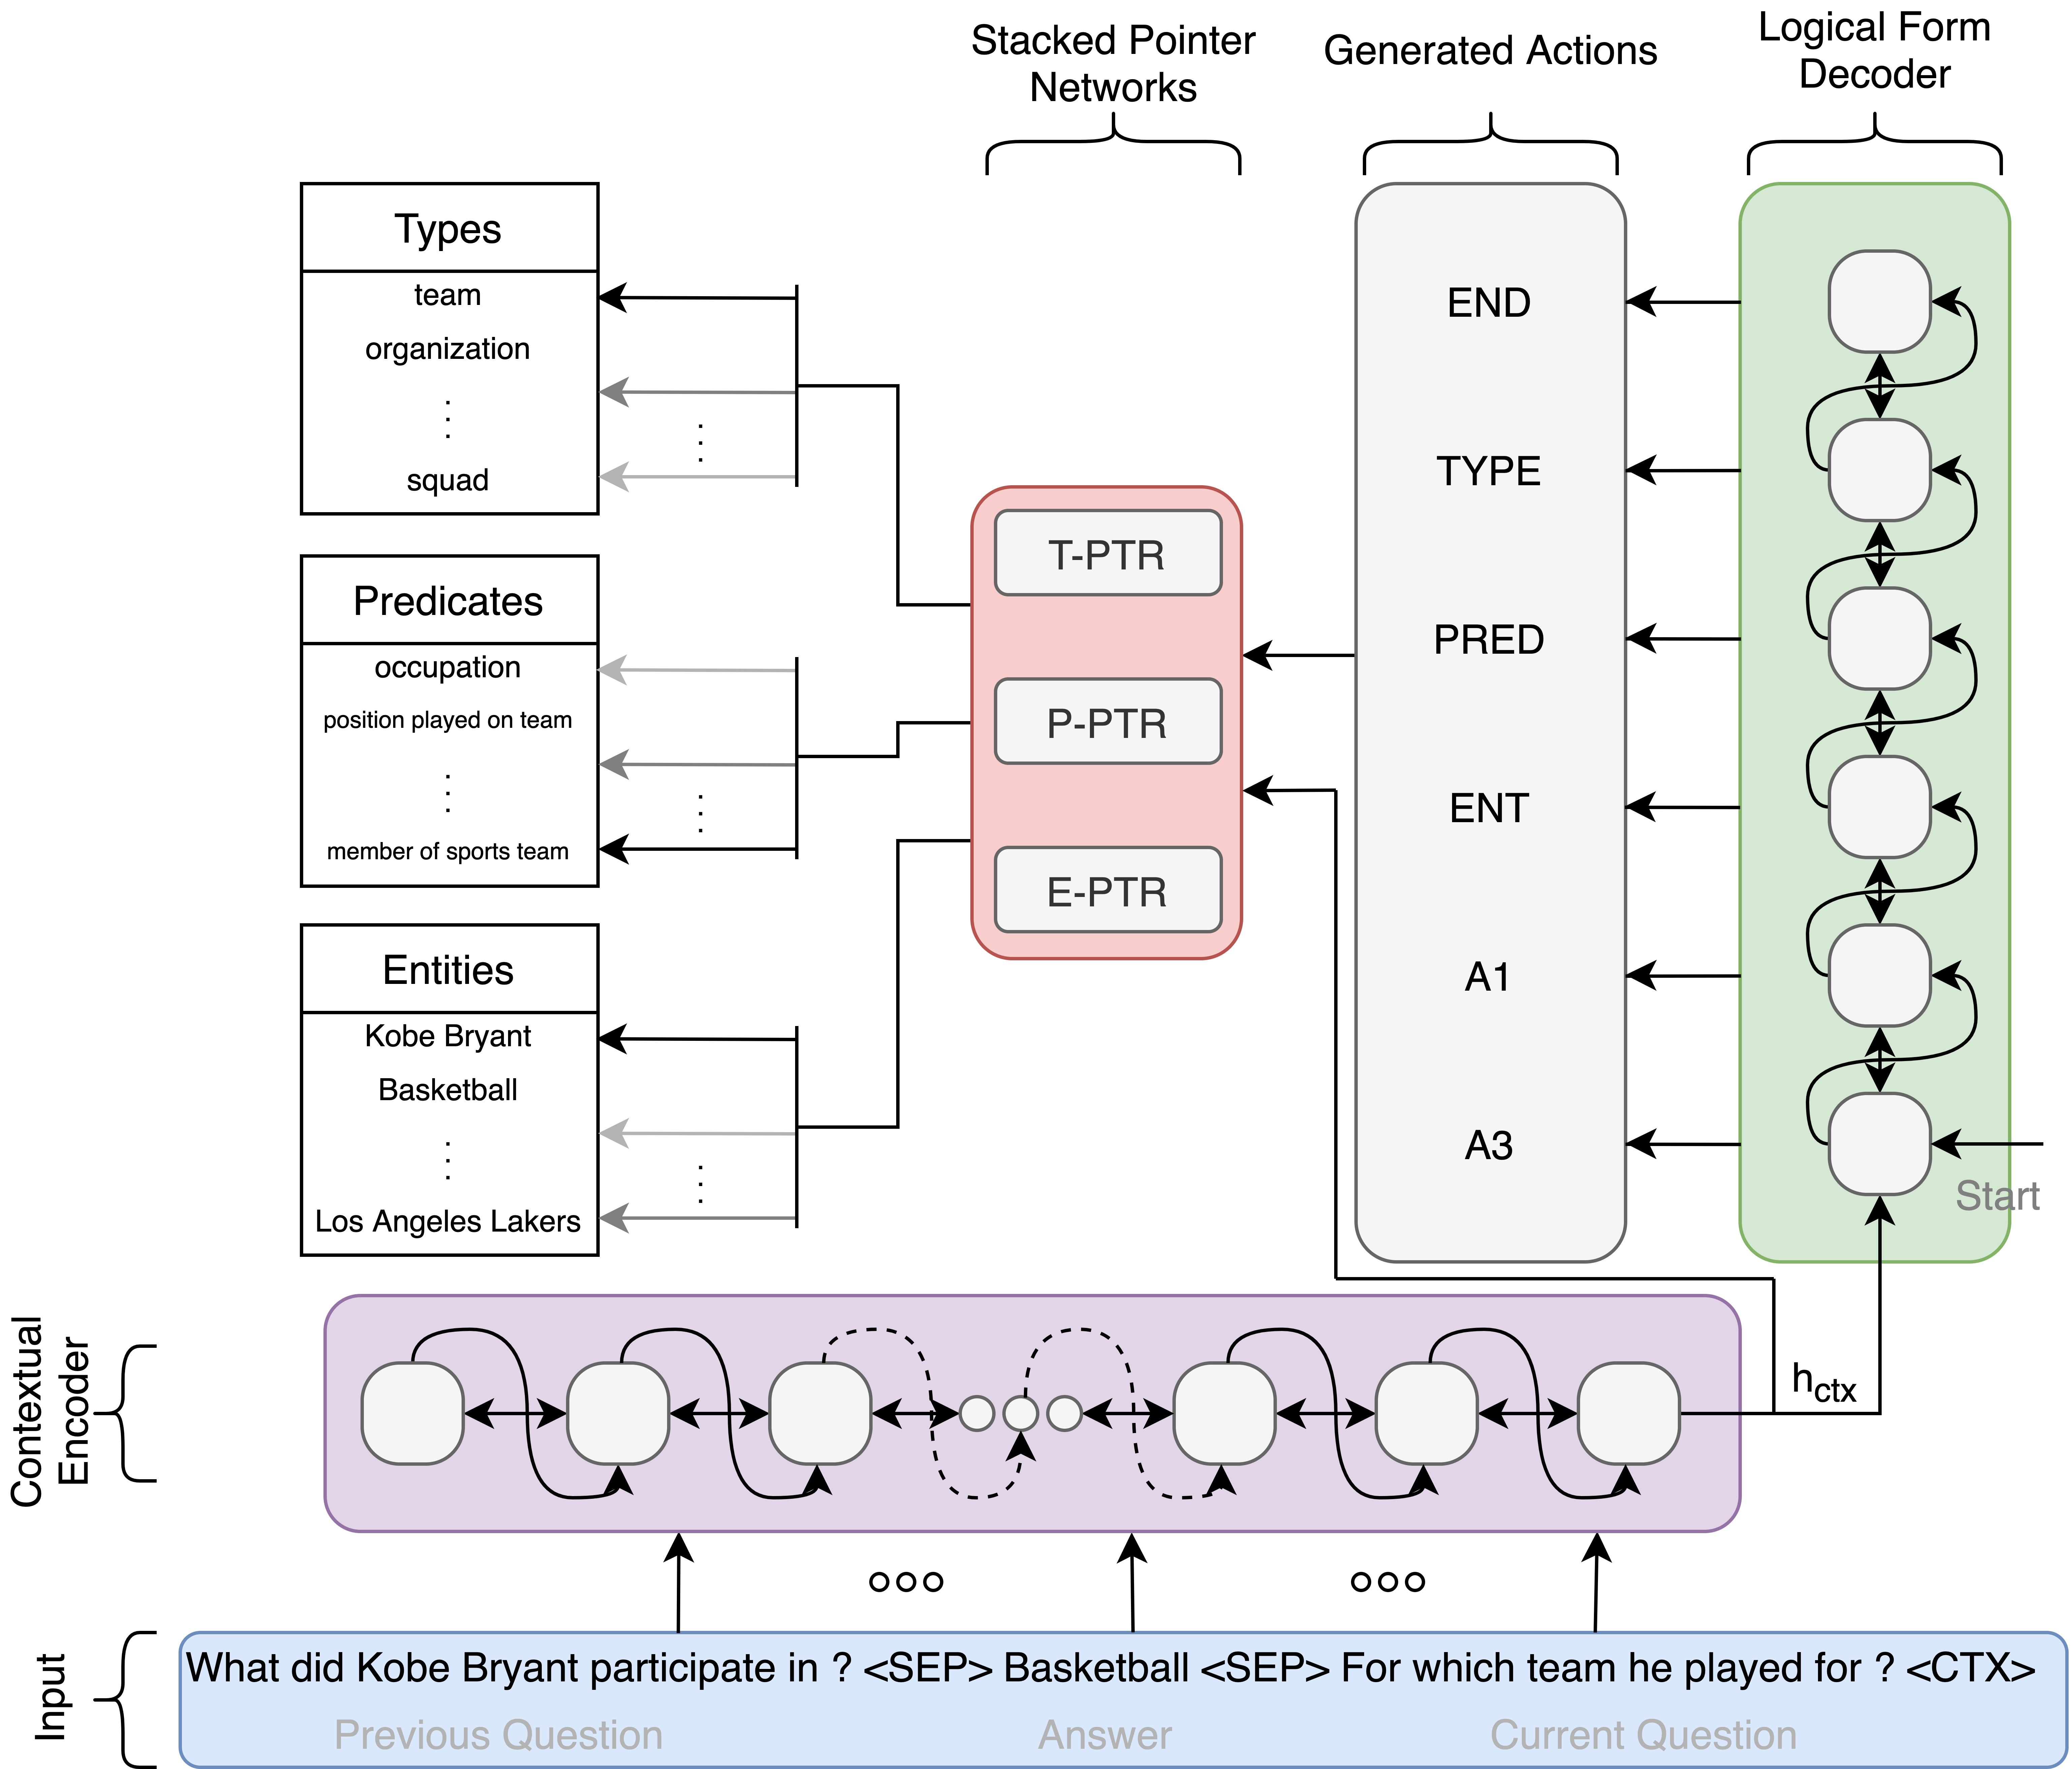 Stacked Pointer
Networks
Generated Actions
Logical Form
Decoder
Types
team
organization
squad
Predicates
occupation
position played on team
member of sports team
Entities
Kobe Bryant
Basketball
Los Angeles Lakers
T-PTR
P-PTR
E-PTR
END
TYPE
PRED
ENT
A1
A3
Start
Contextual
Encoder
hctx
Input
What did Kobe Bryant participate in ? <SEP> Basketball <SEP> For which team he played for ? <CTX>
Previous Question
Answer
Current Question